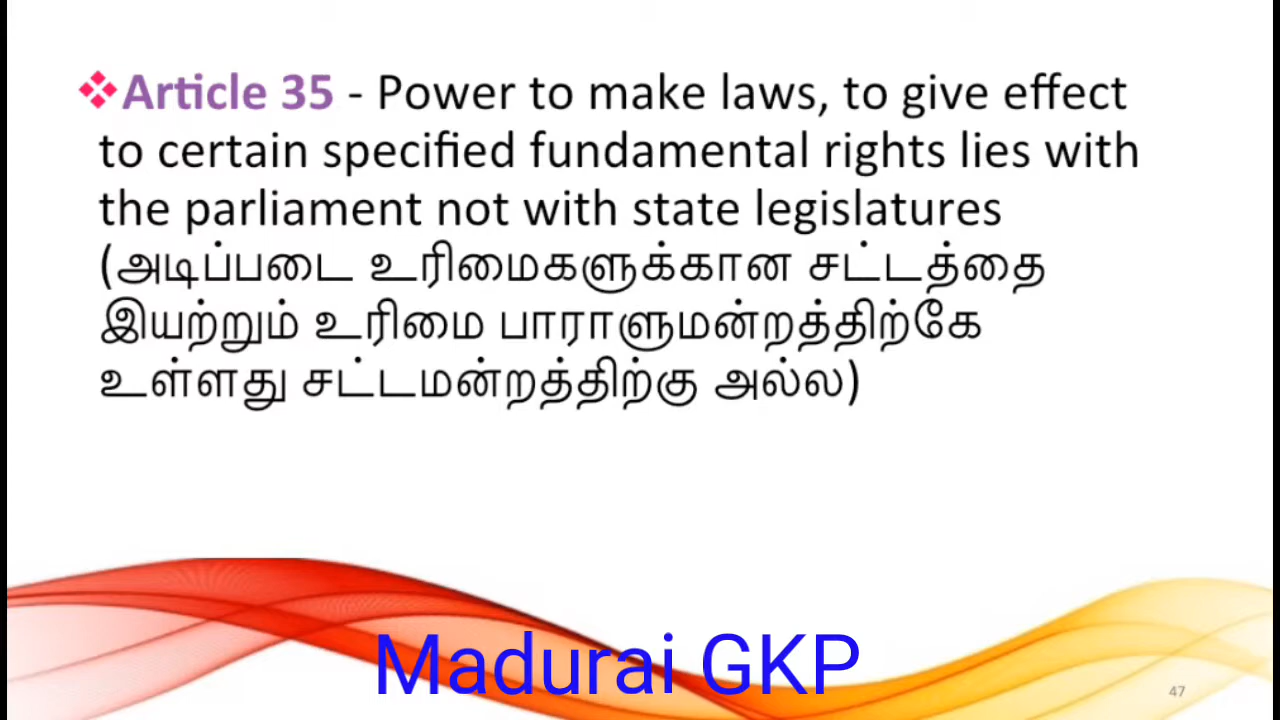 ❖Article 35 - Power to make laws, to give effect
to certain specified fundamental rights lies with
the parliament not with state legislatures
(அடிப்படை உரிமைகளுக்கான சட்டத்தை
இயற்றும் உரிமை பாராளுமன்றத்திற்கே
உள்ளது சட்டமன்றத்திற்கு அல்ல)
Madurai GKP
47